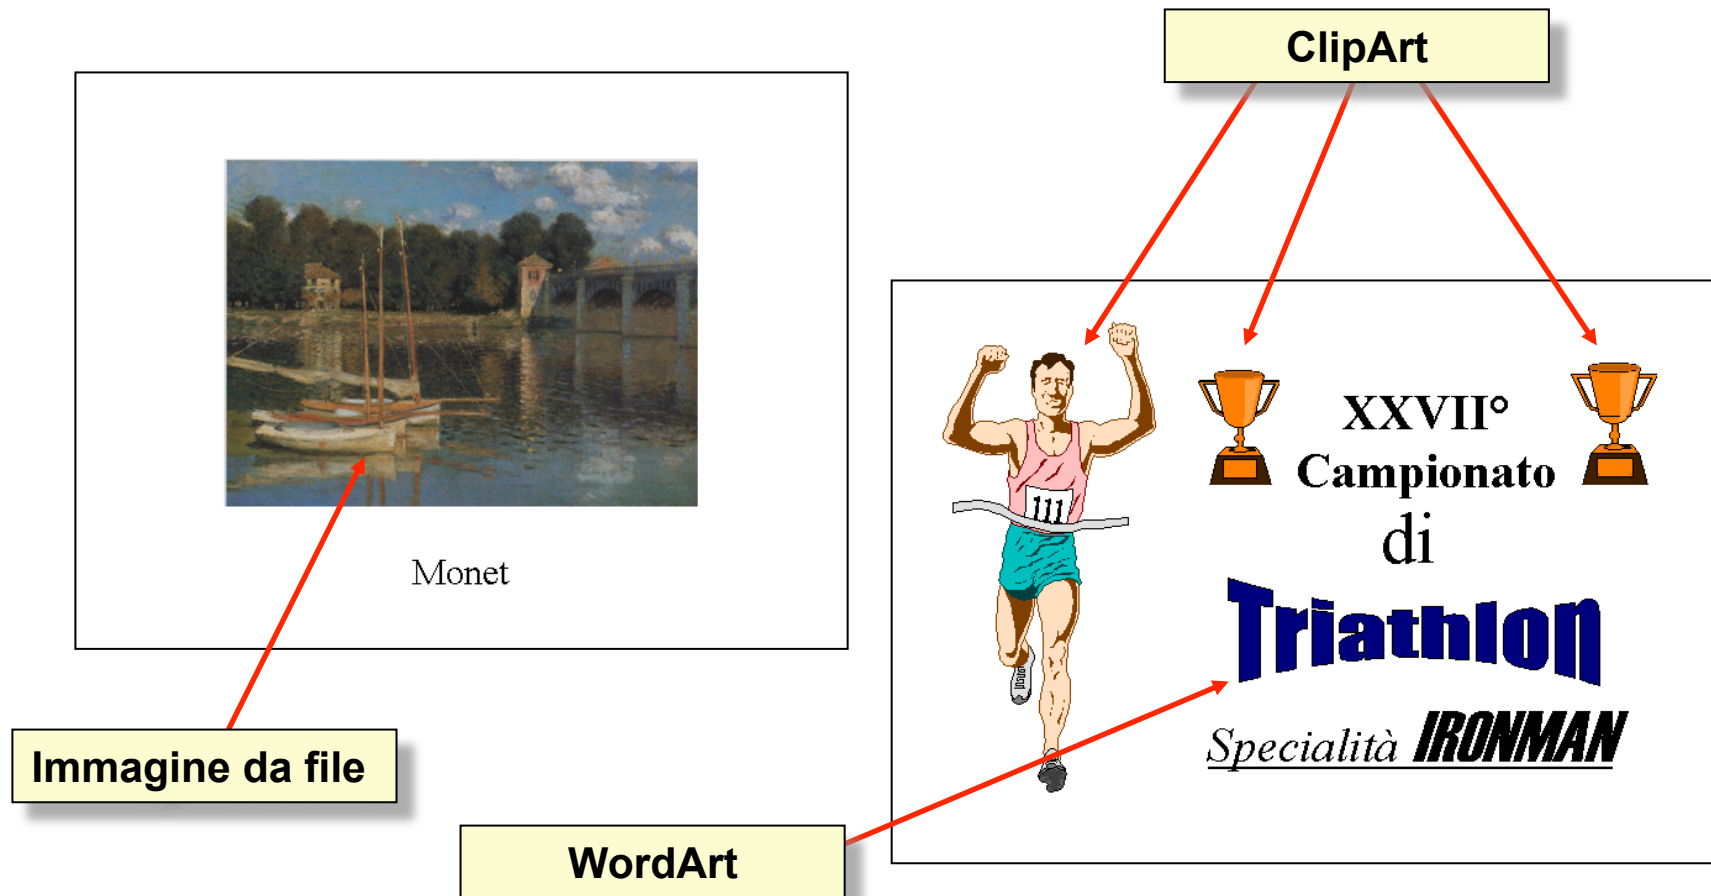 ClipArt
Monet
Immagine da file
WordArt
XXVII°
Campionato
di
Triathlon
Specialità IRONMAN
111